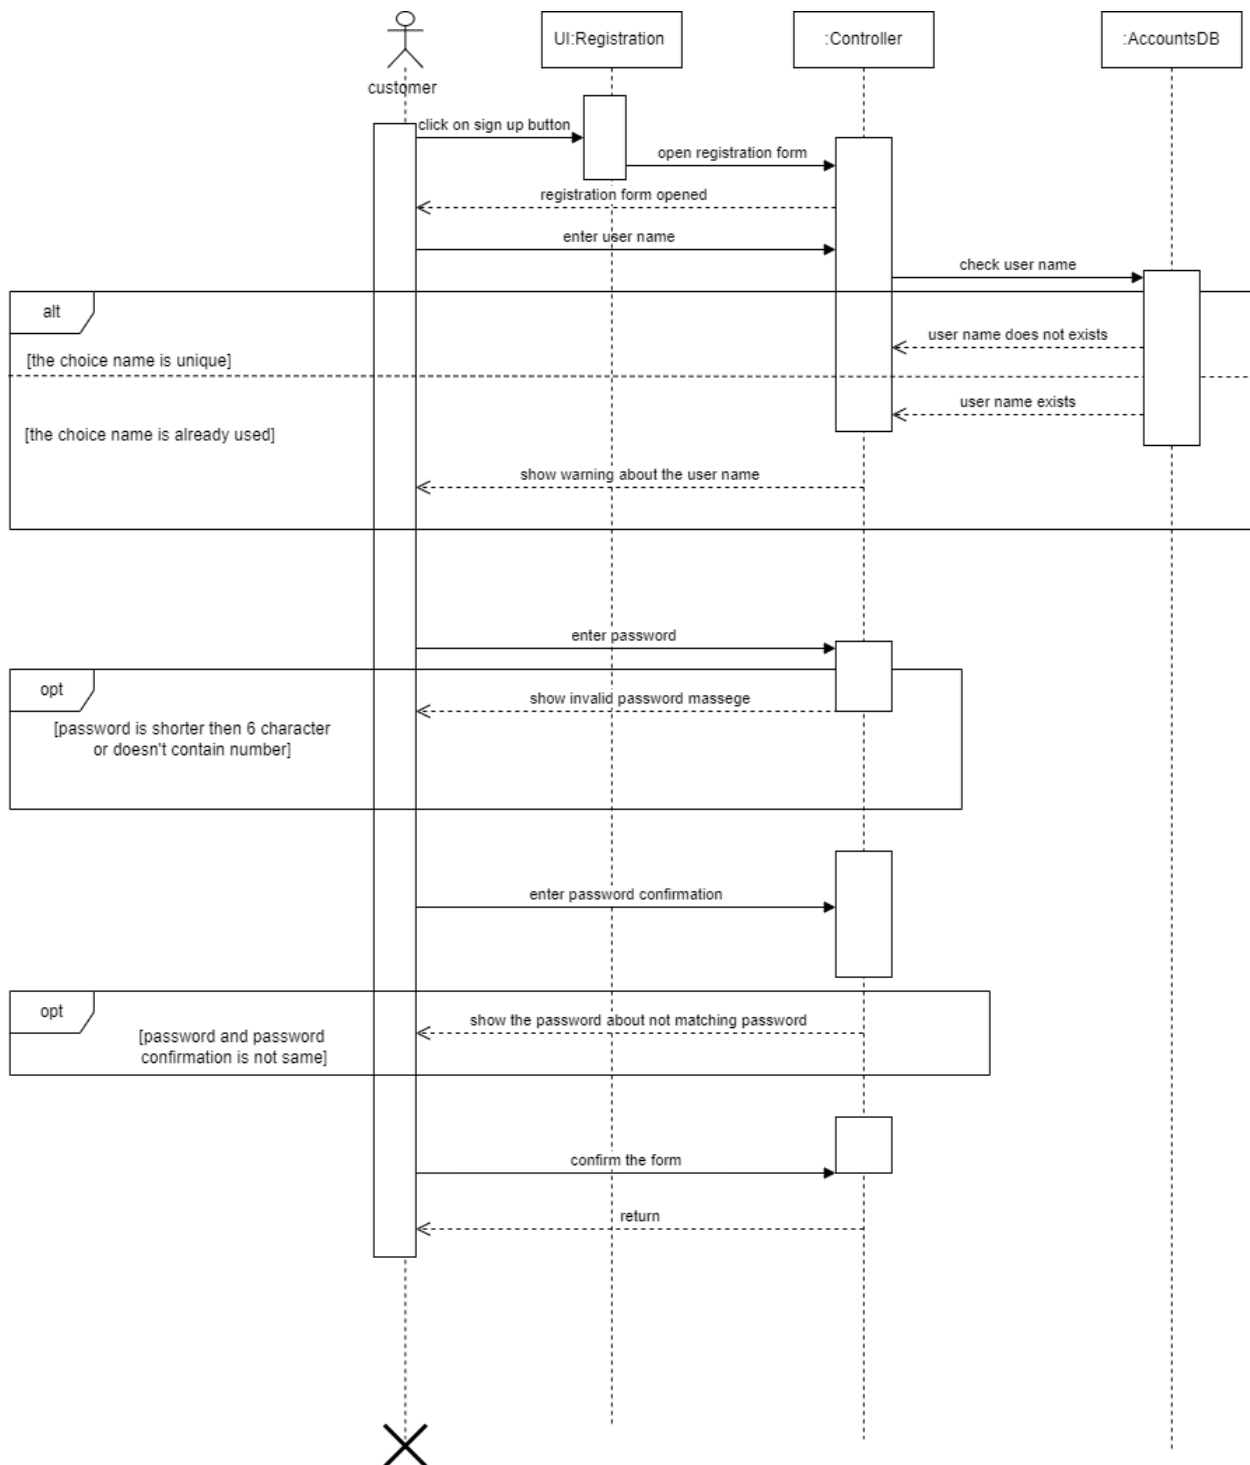 UI:Registration
:Controller
:AccountsDB
customer
click on sign up button
open registration form
registration form opened
enter user name
check user name
alt
user name does not exists
[the choice name is unique]
user name exists
[the choice name is already used]
show warning about the user name
enter password
opt
show invalid password massege
[password is shorter then 6 character
or doesn't contain number]
enter password confirmation
opt
show the password about not matching password
[password and password
confirmation is not same]
confirm the form
return